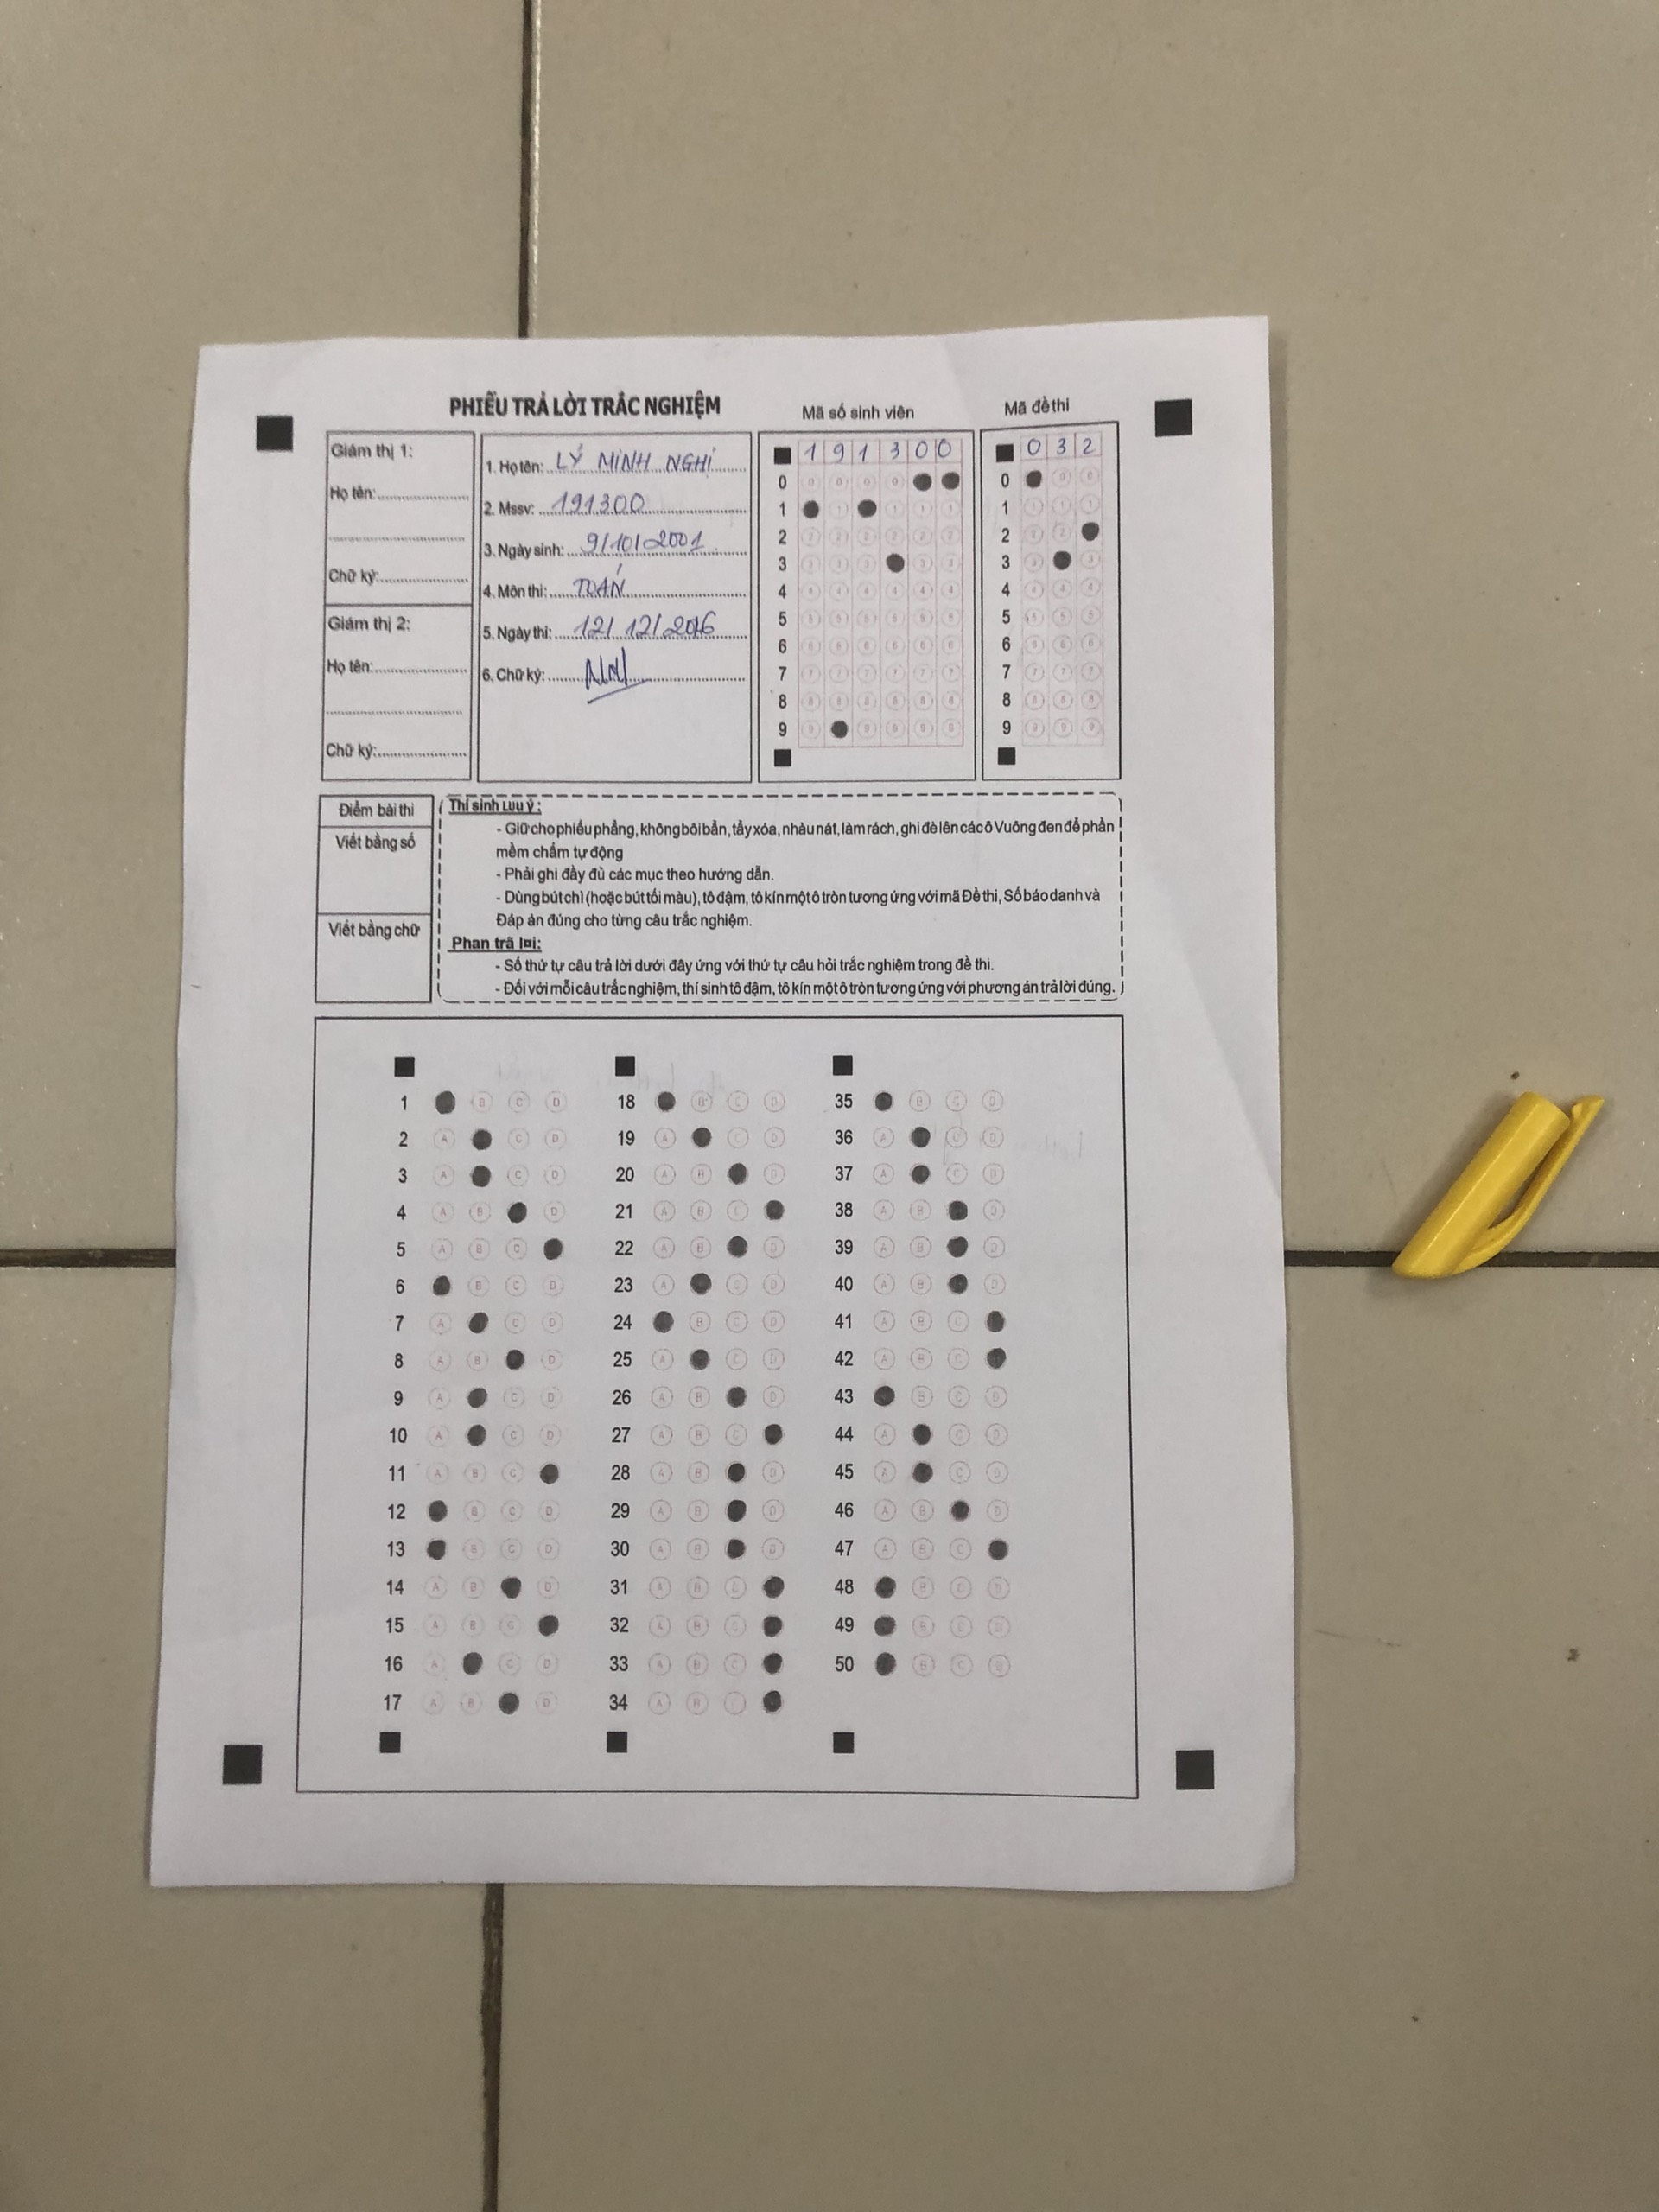 PHIẾU TRẢ LỜI TRẮC NGHIỆM
Mã số sinh viên
Mã đề thi
Giám thị 1:
Họ tên:
Chữ ký:
Giám thị 2:
Họ tên:
Chữ ký:
1. Họ tên: LÝ MINH NGHI
2. Mssv: 191300
3. Ngày sinh: 9/10/2001
4. Môn thi: TOÁN
5. Ngày thi: 12/12/2016
6. Chữ ký:
1 9 1 3 0 0
0
1
2
3
4
5
6
7
8
9
0 3 2
0
1
2
3
4
5
6
7
8
9
Điểm bài thi
Viết bằng số
Viết bằng chữ
Thí sinh Lưu ý:
- Giữ cho phiếu phẳng, không bôi bẩn, tẩy xóa, nhàu nát, làm rách, ghi đè lên các ô Vuông đen để phần
mềm chấm tự động
- Phải ghi đầy đủ các mục theo hướng dẫn.
- Dùng bút chì (hoặc bút tối màu), tô đậm, tô kín một ô tròn tương ứng với mã Đề thi, Số báo danh và
Đáp án đúng cho từng câu trắc nghiệm.
Phan trã lơi:
- Số thứ tự câu trả lời dưới đây ứng với thứ tự câu hỏi trắc nghiệm trong đề thi.
- Đối với mỗi câu trắc nghiệm, thí sinh tô đậm, tô kín một ô tròn tương ứng với phương án trả lời đúng.
1 B C D
2 A C D
3 A C D
4 A B D
5 A B C
6 B C D
7 A C D
8 A B D
9 A C D
10 A C D
11 A B C
12 B C D
13 B C D
14 A B D
15 A B C
16 A C D
17 A B D
18 B C D
19 A C D
20 A B D
21 A B C
22 A B D
23 A C D
24 B C D
25 A C D
26 A B D
27 A B C
28 A B D
29 A B D
30 A B D
31 A B C
32 A B C
33 A B C
34 A B C
35 B C D
36 A C D
37 A C D
38 A B D
39 A B D
40 A B D
41 A B C
42 A B C
43 B C D
44 A C D
45 A C D
46 A B D
47 A B C
48 B C D
49 B C D
50 B C D